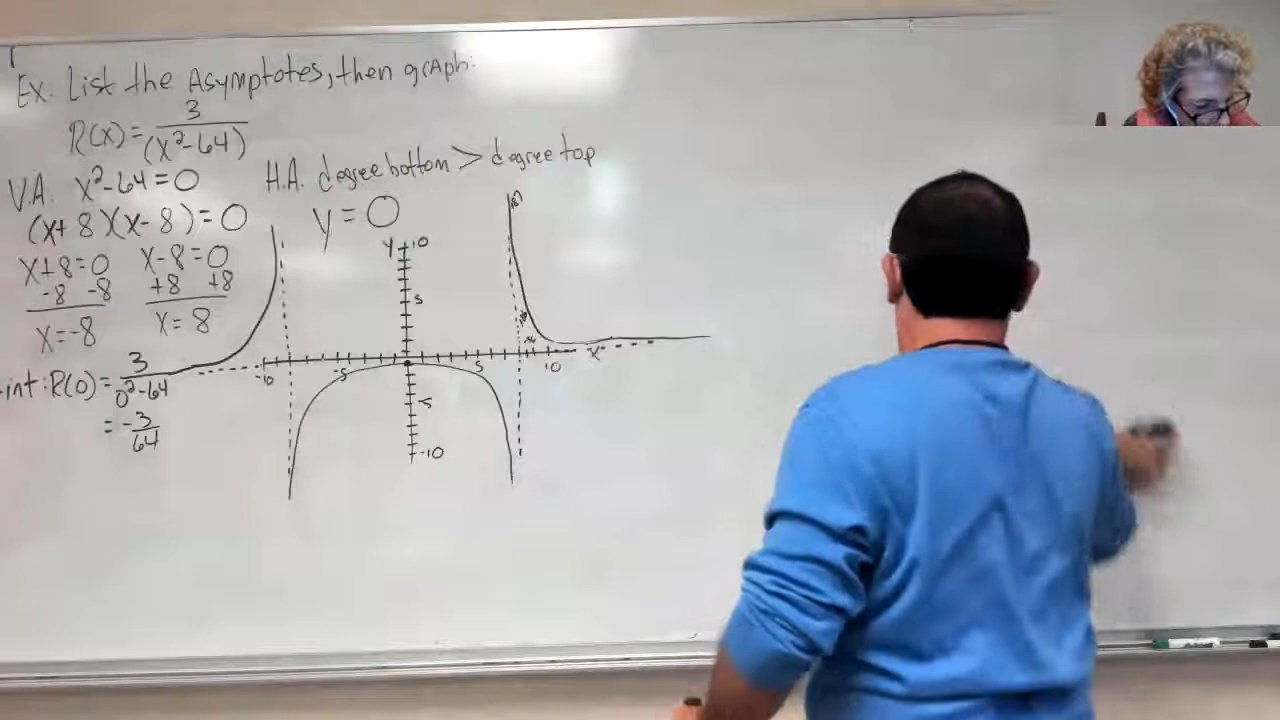 Ex. List the Asymptotes, then graph:
R(x) = 3/(x²-64)
V.A. x²-64=0
(x+8)(x-8)=0
x+8=0 x-8=0
-8 -8 +8 +8
x=-8 x=8
-int: R(0) = 3/0²-64
= -3/64
H.A. degree bottom > degree top
y=0
y 10
5
-10 -5 5 10 x
-5
-10